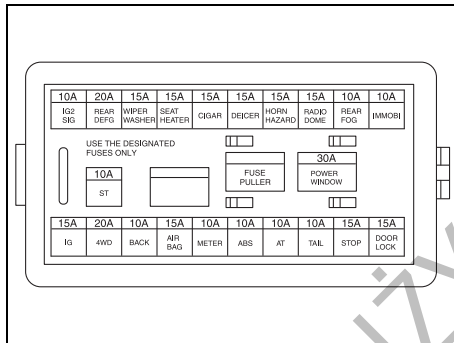 10A 20A 15A 15A 15A 15A 15A 15A 10A 10A
IG2 SIG REAR DEFG WIPER WASHER SEAT HEATER CIGAR DEICER HORN HAZARD RADIO DOME REAR FOG IMMOBI
USE THE DESIGNATED
FUSES ONLY
10A
ST
FUSE
PULLER
30A
POWER
WINDOW
15A 20A 10A 15A 10A 10A 10A 10A 15A 15A
IG 4WD BACK AIR BAG METER ABS AT TAIL STOP DOOR LOCK